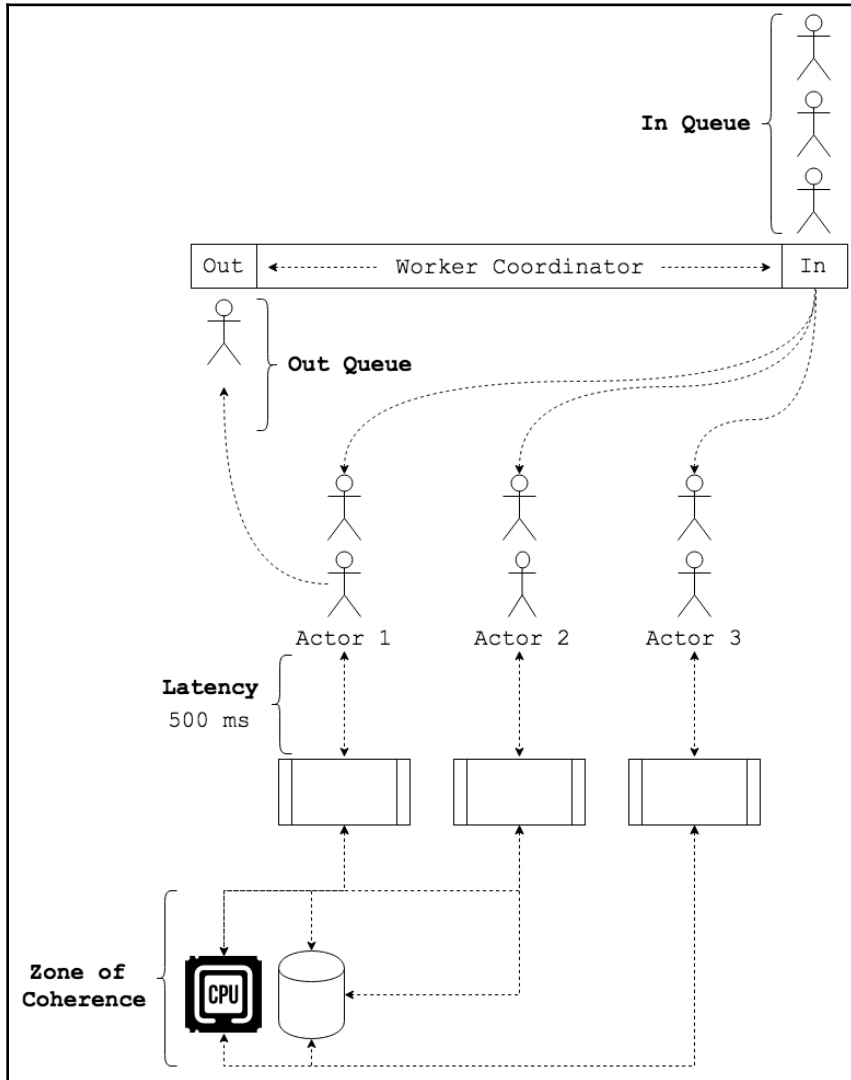 In Queue
Out
Worker Coordinator
In
Out Queue
Actor 1
Actor 2
Actor 3
Latency
500 ms
Zone of
Coherence
CPU